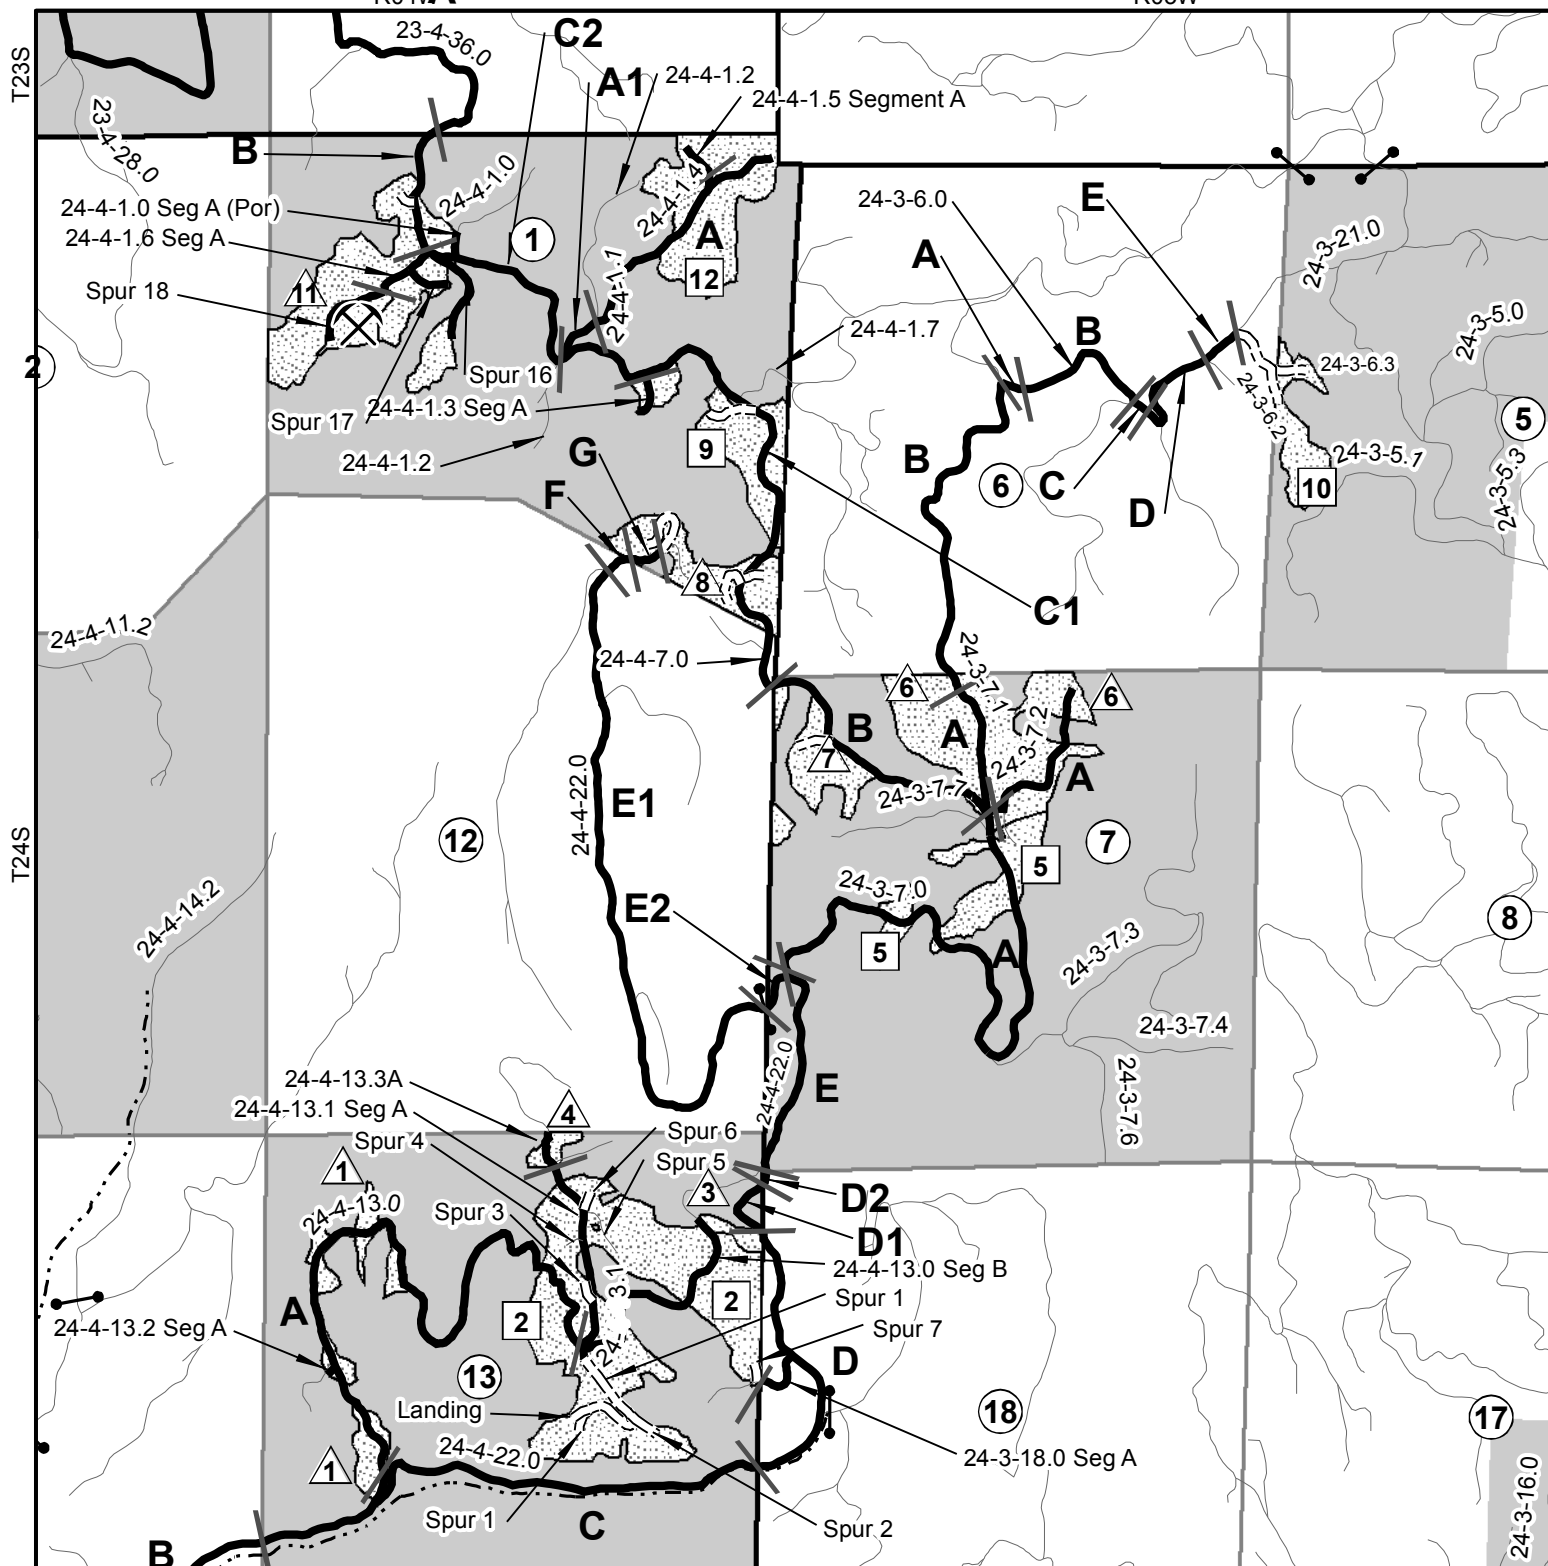 T23S
23-4-36.0
C2
A1
24-4-1.2
24-4-1.5 Segment A
23-4-28.0
B
24-4-1.0
24-4-1.4
24-4-1.0 Seg A (Por)
24-3-6.0
E
24-4-1.6 Seg A
1
A
A
24-3-21.0
Spur 18
11
12
24-4-1.1
B
24-3-5.0
2
24-4-1.7
24-3-6.3
Spur 16
Spur 17
24-4-1.3 Seg A
24-3-6.2
5
24-4-1.2
G
9
B
6
C
D
24-3-5.1
24-3-5.3
10
F
8
C1
24-4-11.2
24-4-7.0
24-3-7.1
6
6
B
A
24-3-7.2
7
24-3-7.7
A
24-4-22.0
E1
12
T24S
5
7
24-3-7.0
24-4-14.2
E2
5
A
24-3-7.3
8
24-3-7.4
24-4-22.0
E
24-3-7.6
24-4-13.3A
24-4-13.1 Seg A
4
Spur 6
Spur 4
Spur 5
1
3
24-4-13.0
Spur 3
D2
D1
24-4-13.0 Seg B
A
2
3.1
2
Spur 1
24-4-13.2 Seg A
Spur 7
24-
D
13
Landing
18
17
24-4-22.0
24-3-18.0 Seg A
1
Spur 1
C
Spur 2
24-3-16.0
B